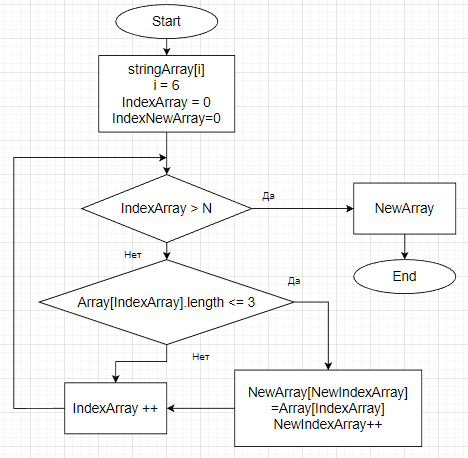 Start
stringArray[i]
i = 6
IndexArray = 0
IndexNewArray=0
IndexArray > N
Да
NewArray
Нет
End
Array[IndexArray].length <= 3
Да
Нет
IndexArray ++
NewArray[NewIndexArray]
=Array[IndexArray]
NewIndexArray++